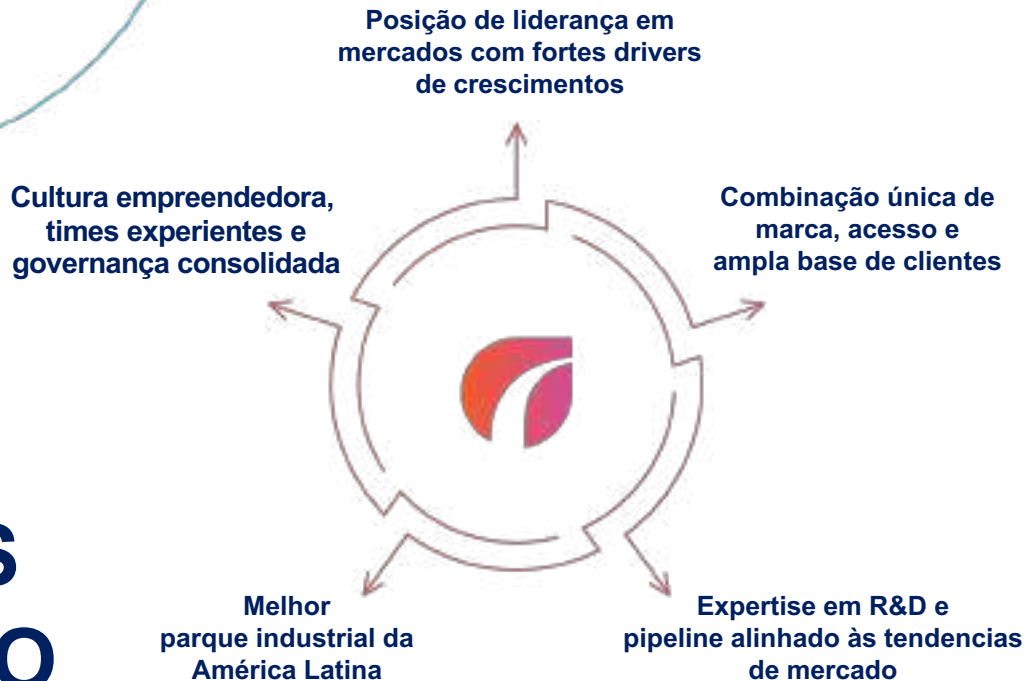 Posição de liderança em
mercados com fortes drivers
de crescimentos
Cultura empreendedora,
times experientes e
governança consolidada
Combinação única de
marca, acesso e
ampla base de clientes
Melhor
parque industrial da
América Latina
Expertise em R&D e
pipeline alinhado às tendencias
de mercado
S
O